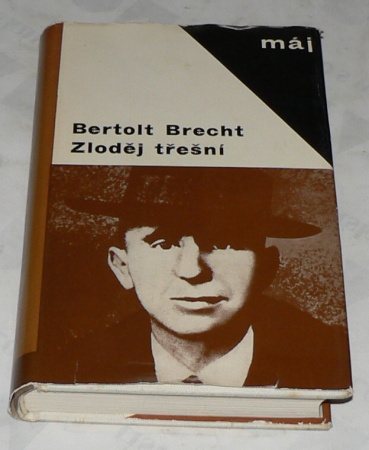 máj
Bertolt Brecht
Zloděj třešní